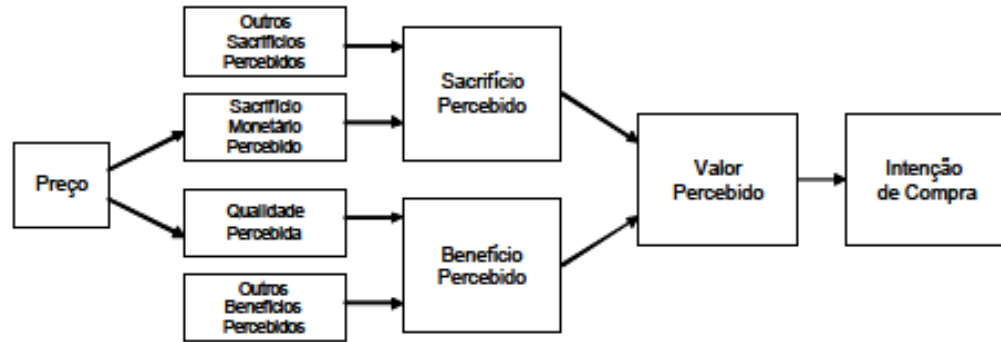 Outros
Sacrifícios
Percebidos
Sacrifício
Percebido
Sacrifício
Monetário
Percebido
Preço
Valor
Percebido
Intenção
de Compra
Qualidade
Percebida
Benefício
Percebido
Outros
Benefícios
Percebidos